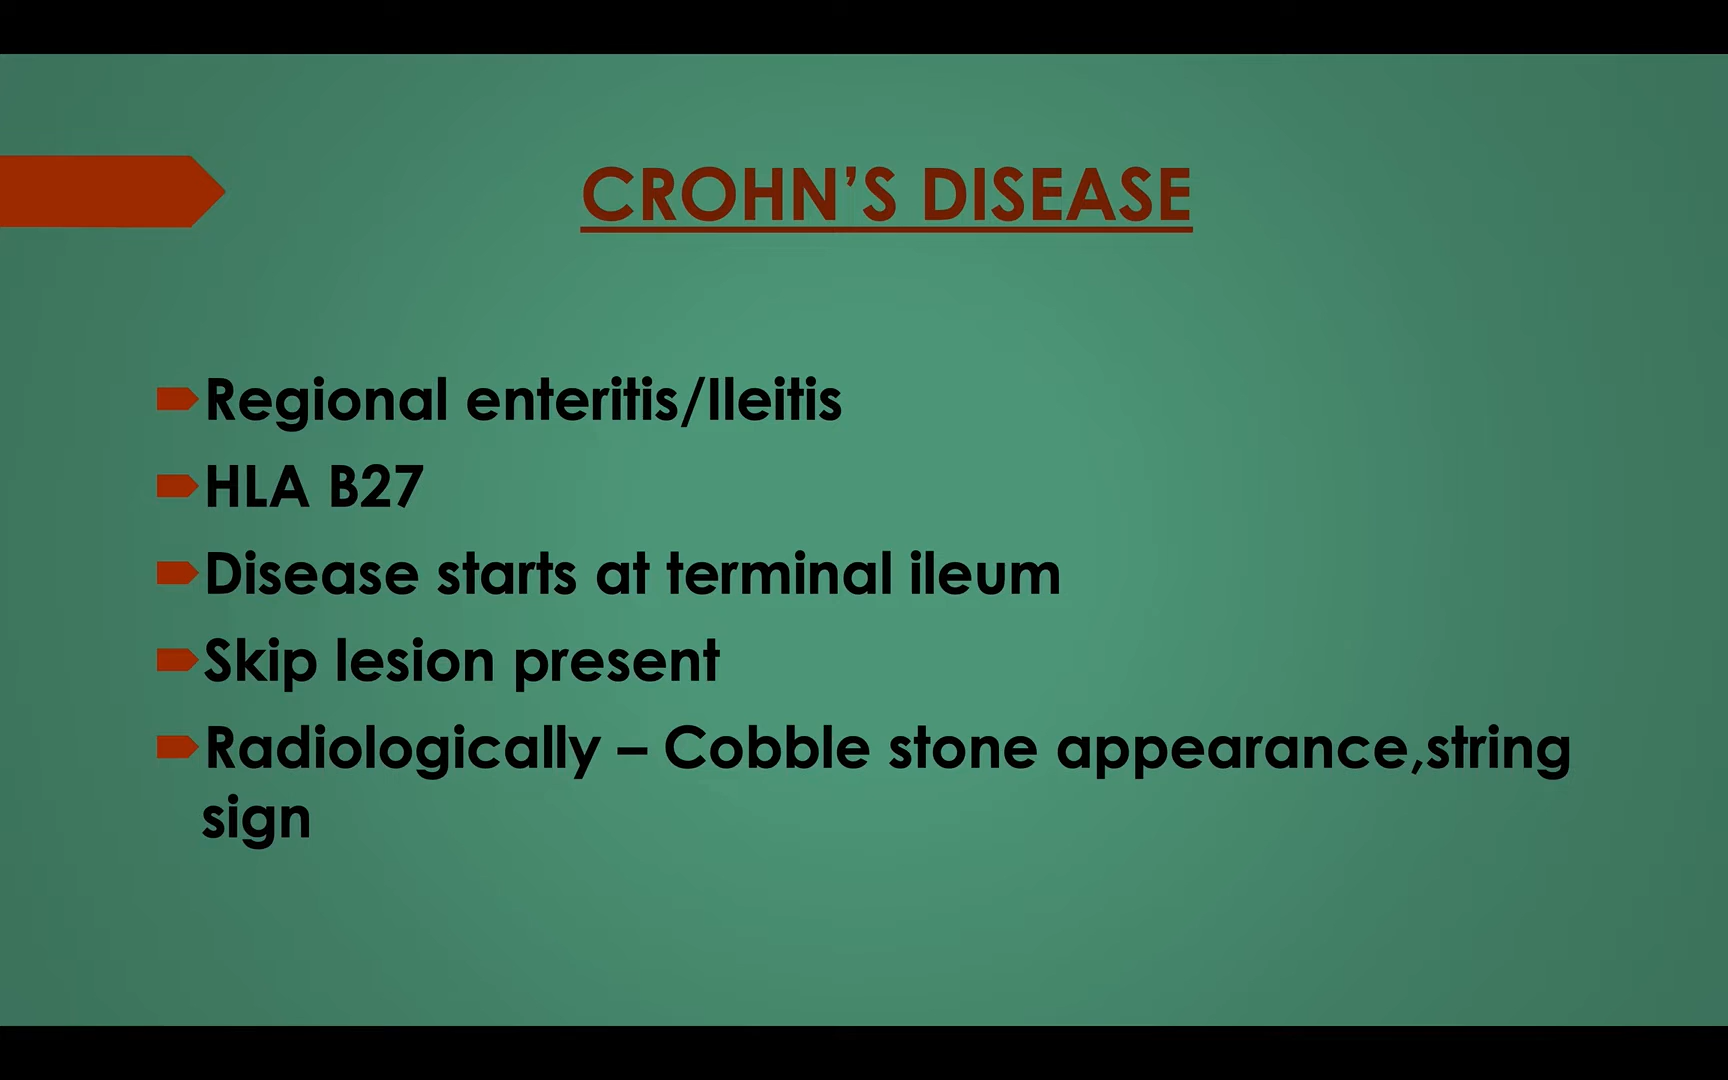 CROHN’S DISEASE
Regional enteritis/Ileitis
HLA B27
Disease starts at terminal ileum
Skip lesion present
Radiologically – Cobble stone appearance,string
sign